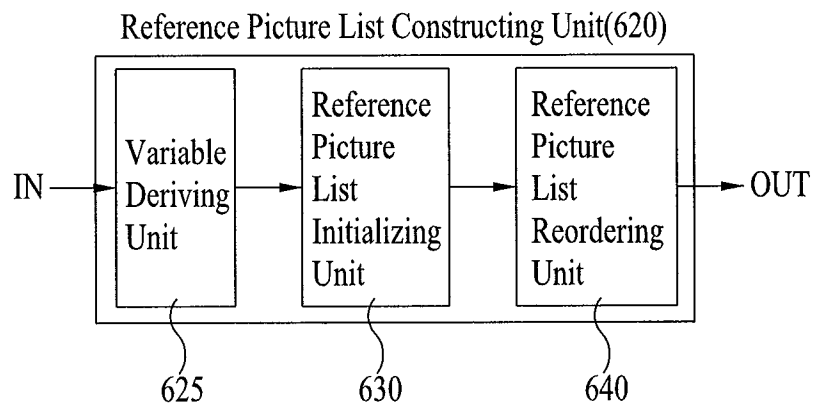 Reference Picture List Constructing Unit(620)
IN
Variable
Deriving
Unit
Reference
Picture
List
Initializing
Unit
Reference
Picture
List
Reordering
Unit
OUT
625
630
640